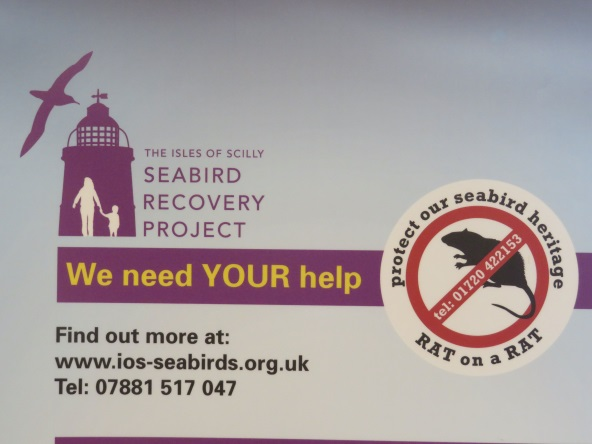 THE ISLES OF SCILLY
SEABIRD
RECOVERY
PROJECT
We need YOUR help
protect our seabird heritage
tel: 01720 422153
RAT on a RAT
Find out more at:
www.ios-seabirds.org.uk
Tel: 07881 517 047